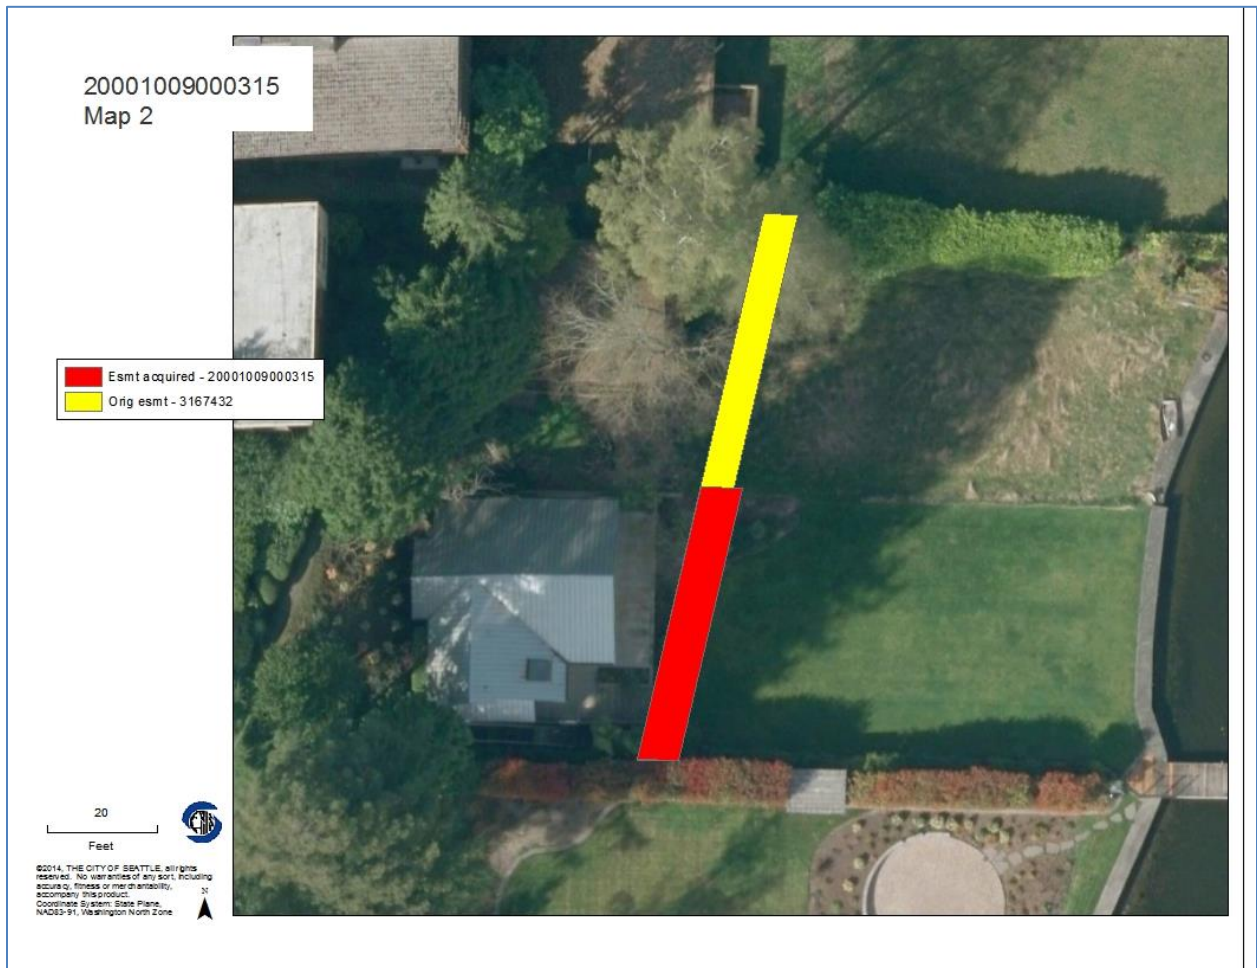 20001009000315
Map 2
Esmt acquired - 20001009000315
Orig esmt - 3167432
20
Feet
©2014, THE CITY OF SEATTLE, all rights
reserved. No warranties of any sort, including
accuracy, fitness or merchantability,
accompany this product.
Coordinate System: State Plane,
NAD83-91, Washington North Zone
N